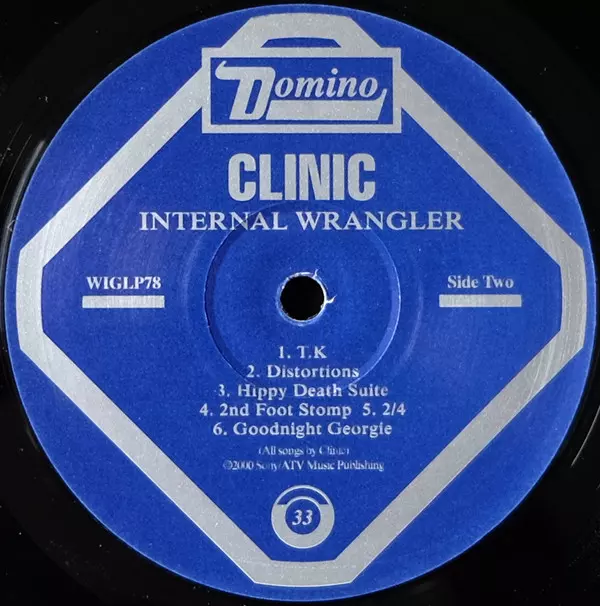 Domino
CLINIC
INTERNAL WRANGLER
WIGLP78
Side Two
1. T.K
2. Distortions
3. Hippy Death Suite
4. 2nd Foot Stomp 5. 2/4
6. Goodnight Georgie
(All songs by Clinic)
©2000 Sony/ATV Music Publishing
33